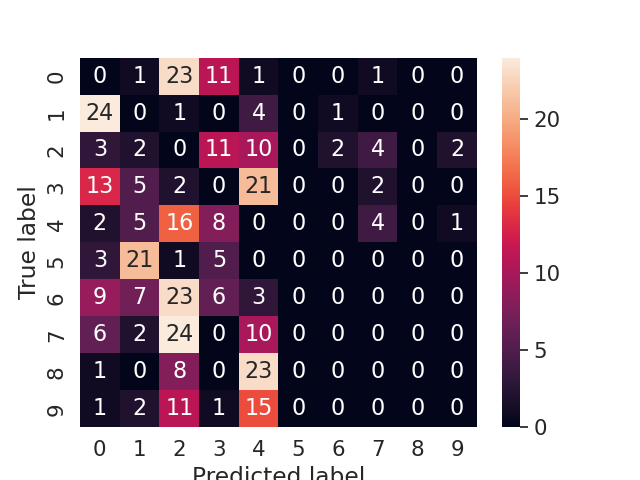 0 0 1 23 11 1 0 0 1 0 0
1 24 0 1 0 4 0 1 0 0 0
2 3 2 0 11 10 0 2 4 0 2
3 13 5 2 0 21 0 0 2 0 0
4 2 5 16 8 0 0 0 4 0 1
5 3 21 1 5 0 0 0 0 0 0
6 9 7 23 6 3 0 0 0 0 0
7 6 2 24 0 10 0 0 0 0 0
8 1 0 8 0 23 0 0 0 0 0
9 1 2 11 1 15 0 0 0 0 0
0 1 2 3 4 5 6 7 8 9
Predicted label
True label
20
15
10
5
0